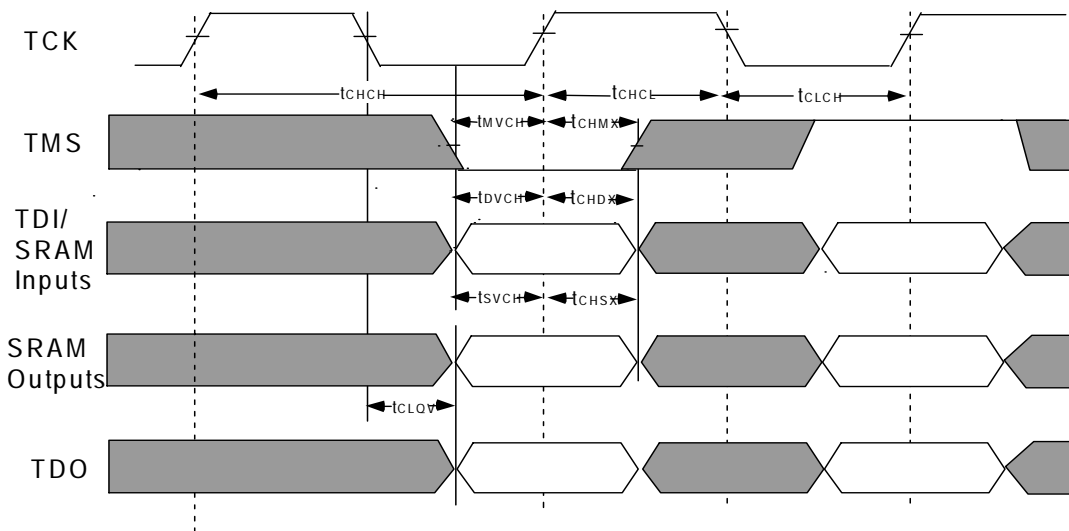 TCK
tCHCH
tCHCL
tCLCH
tMVCH
tCHMX
TMS
tDVCH
tCHDX
TDI/
SRAM
Inputs
tSVCH
tCHSX
SRAM
Outputs
tCLQV
TDO